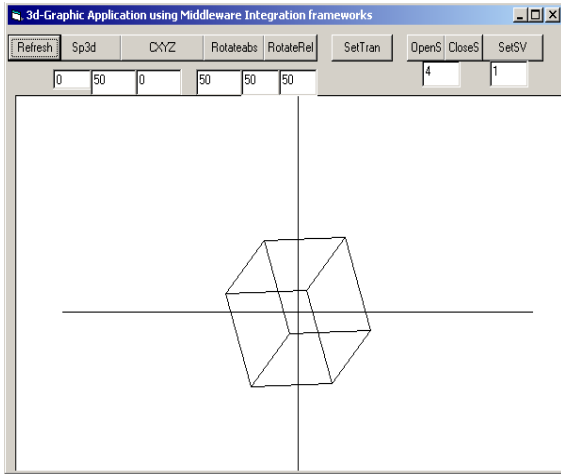 3d-Graphic Application using Middleware Integration frameworks
Refresh Sp3d CXYZ Rotateabs RotateRel SetTran OpenS CloseS SetSV
0 50 0 50 50 50 4 1